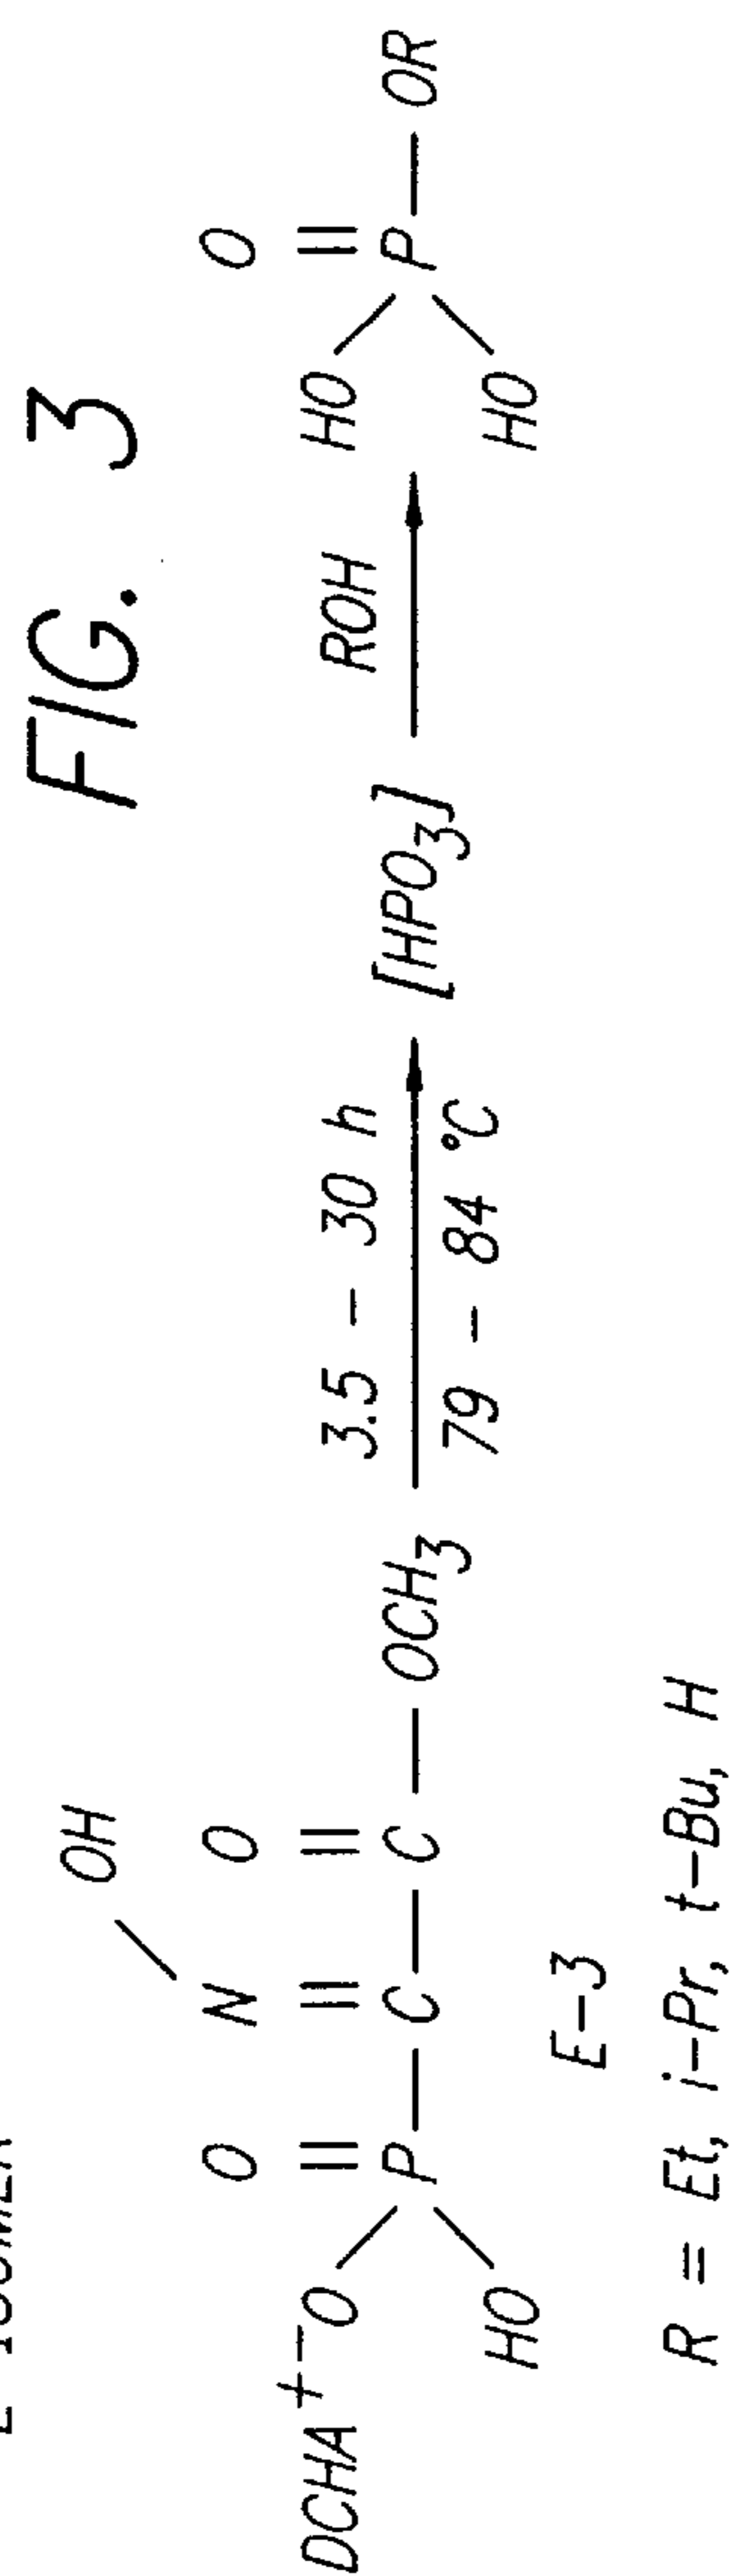 FIG. 3
OH
O N O O
DCHA+ -O P C C OCH3 3.5 - 30 h [HPO3] ROH HO P OR
HO 79 - 84 °C HO
E-3
R = Et, i-Pr, t-Bu, H